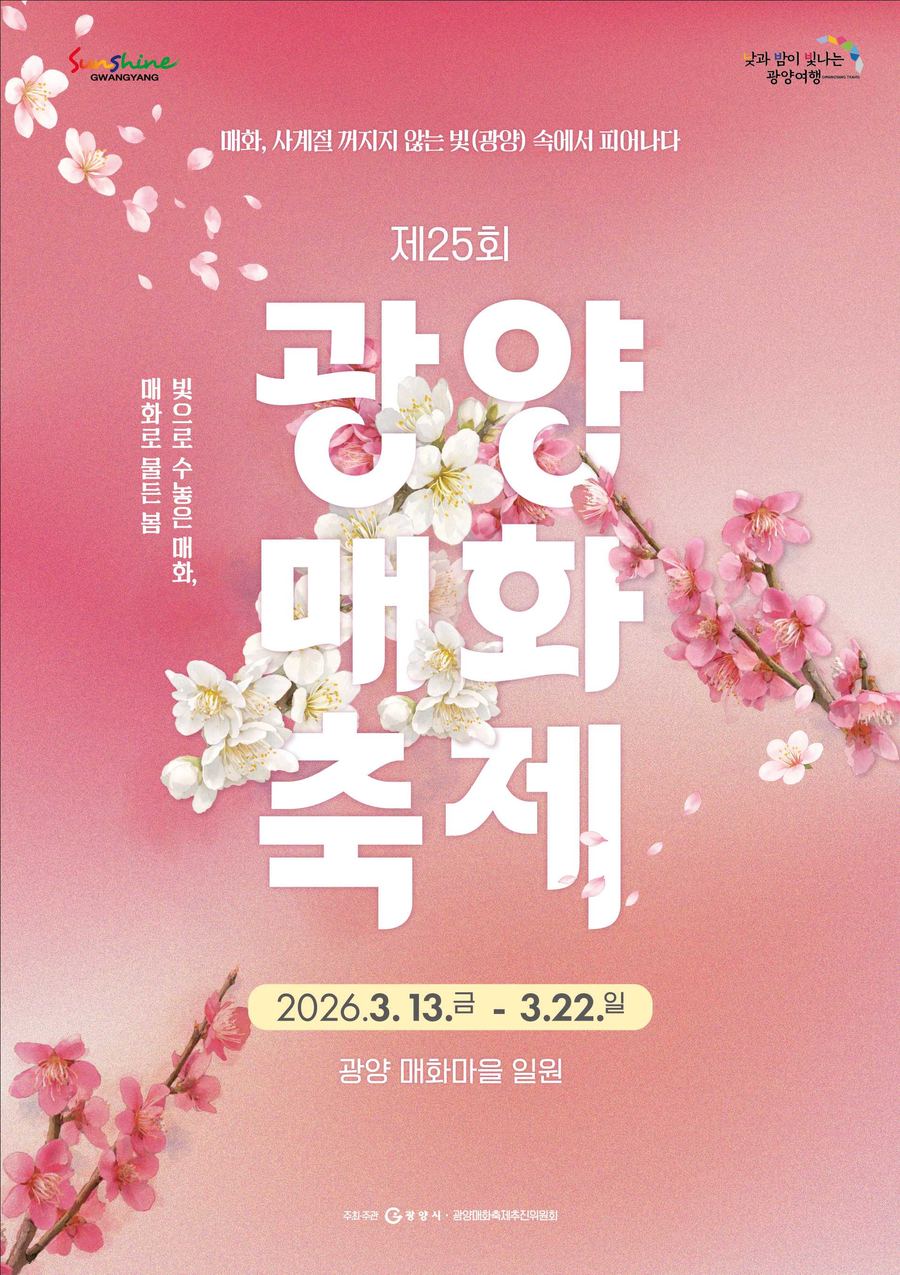 Sunshine
GWANGYANG
낮과 밤이 빛나는
광양여행
매화, 사계절 꺼지지 않는 빛(광양) 속에서 피어나다
제25회
광양
매화
축제
빛으로 수놓은 매화,
매화로 물든 봄
2026.3. 13.금 - 3.22.일
광양 매화마을 일원
주최·주관 광양시 · 광양매화축제추진위원회